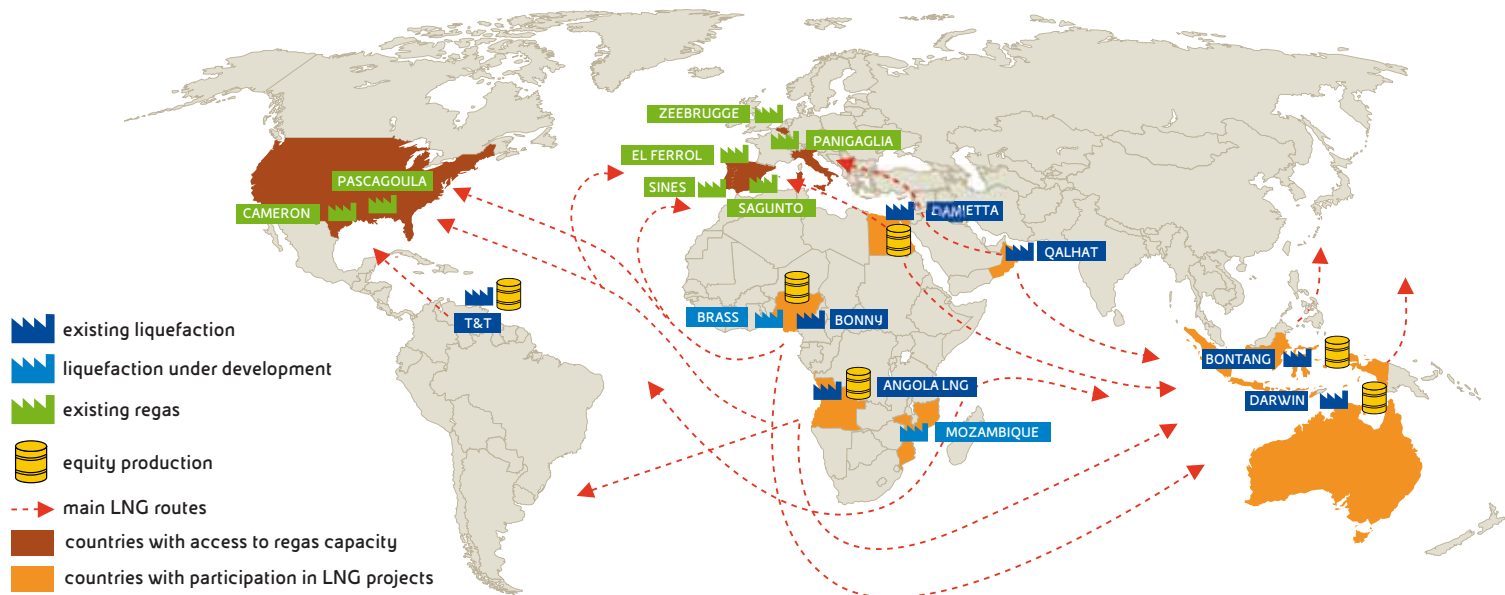 ZEEBRUGGE
PANIGAGLIA
EL FERROL
PASCAGOULA
SINES
CAMERON
SAGUNTO
DAMIETTA
QALHAT
T&T
BRASS
BONNY
BONTANG
ANGOLA LNG
DARWIN
MOZAMBIQUE
existing liquefaction
liquefaction under development
existing regas
equity production
main LNG routes
countries with access to regas capacity
countries with participation in LNG projects